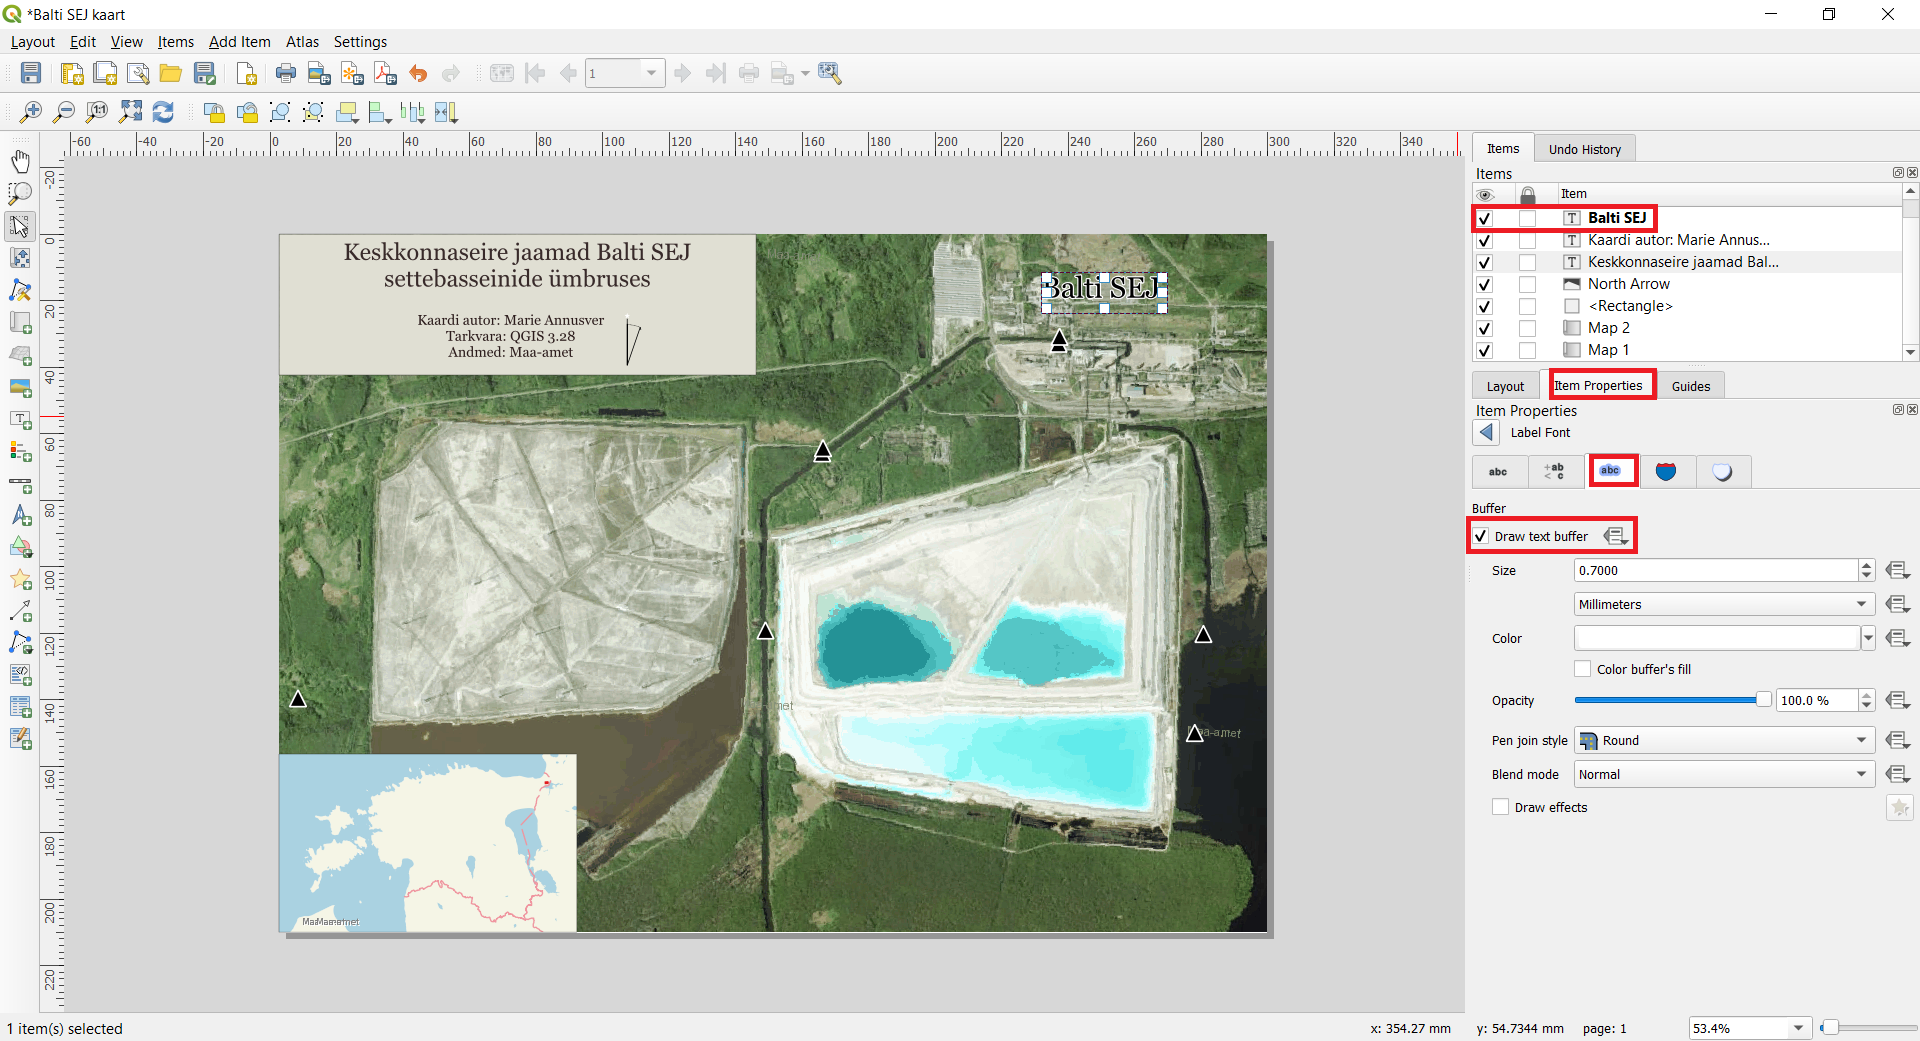 *Balti SEJ kaart
Layout Edit View Items Add Item Atlas Settings
1
-60 -40 -20 0 20 40 60 80 100 120 140 160 180 200 220 240 260 280 300 320 340
-20
0
20
40
60
80
100
120
140
160
180
200
220
Keskkonnaseire jaamad Balti SEJ
settebasseinide ümbruses
Kaardi autor: Marie Annusver
Tarkvara: QGIS 3.28
Andmed: Maa-amet
Balti SEJ
Maa-amet
Items Undo History
Items
Item
Balti SEJ
Kaardi autor: Marie Annus...
Keskkonnaseire jaamad Bal...
North Arrow
<Rectangle>
Map 2
Map 1
Layout Item Properties Guides
Item Properties
Label Font
abc +ab < c abc
Buffer
Draw text buffer
Size 0.7000
Millimeters
Color
Color buffer's fill
Opacity 100.0 %
Pen join style Round
Blend mode Normal
Draw effects
1 item(s) selected x: 354.27 mm y: 54.7344 mm page: 1 53.4%